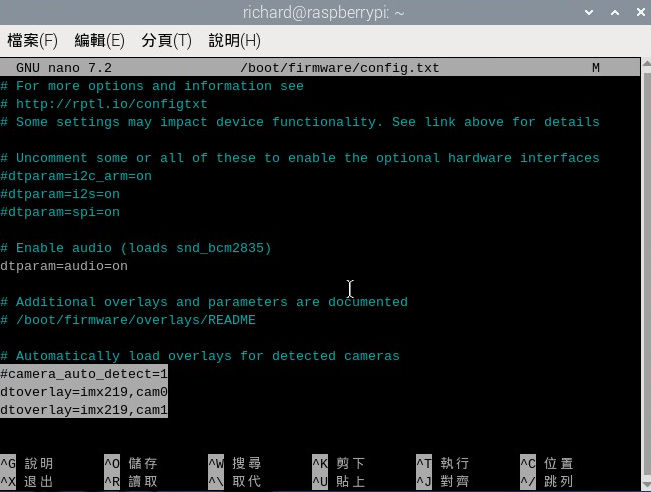 richard@raspberrypi: ~
檔案(F) 編輯(E) 分頁(T) 說明(H)
GNU nano 7.2 /boot/firmware/config.txt M
# For more options and information see
# http://rptl.io/configtxt
# Some settings may impact device functionality. See link above for details
# Uncomment some or all of these to enable the optional hardware interfaces
#dtparam=i2c_arm=on
#dtparam=i2s=on
#dtparam=spi=on
# Enable audio (loads snd_bcm2835)
dtparam=audio=on
# Additional overlays and parameters are documented
# /boot/firmware/overlays/README
# Automatically load overlays for detected cameras
#camera_auto_detect=1
dtoverlay=imx219,cam0
dtoverlay=imx219,cam1
^G 說明 ^O 儲存 ^W 搜尋 ^K 剪下 ^T 執行 ^C 位置
^X 退出 ^R 讀取 ^\ 取代 ^U 貼上 ^J 對齊 ^/ 跳列